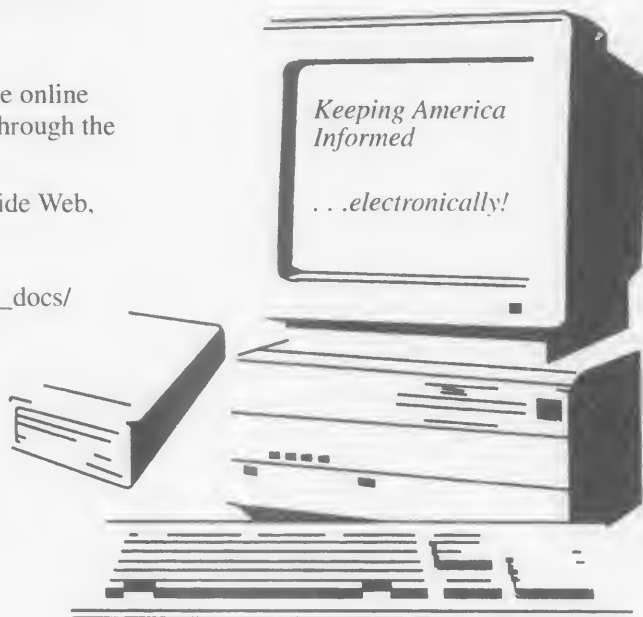 e online
hrough the
ide Web,
_docs/
Keeping America
Informed
. . .electronically!